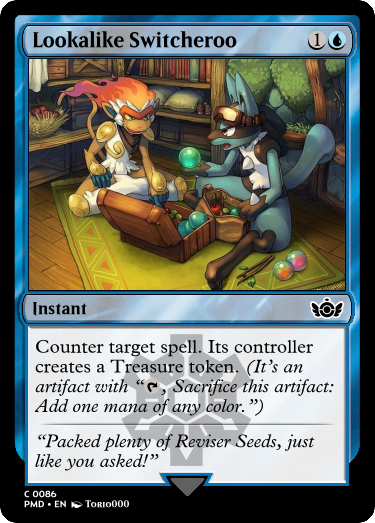 Lookalike Switcheroo 1
Instant
Counter target spell. Its controller
creates a Treasure token. (It’s an
artifact with “, Sacrifice this artifact:
Add one mana of any color.”)
“Packed plenty of Reviser Seeds, just
like you asked!”
C 0086
PMD • EN Torio000